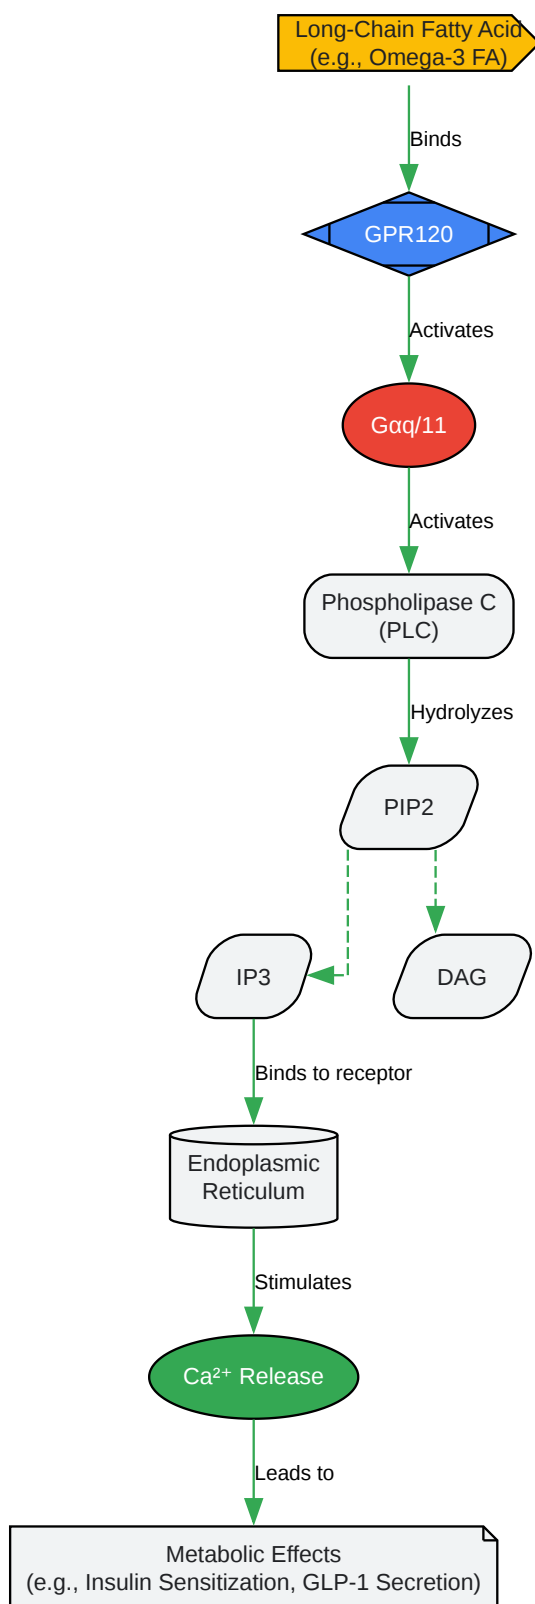 Long-Chain Fatty Acid
(e.g., Omega-3 FA)
Binds
GPR120
Activates
Gαq/11
Activates
Phospholipase C
(PLC)
Hydrolyzes
PIP2
IP3
DAG
Binds to receptor
Endoplasmic
Reticulum
Stimulates
Ca²⁺ Release
Leads to
Metabolic Effects
(e.g., Insulin Sensitization, GLP-1 Secretion)